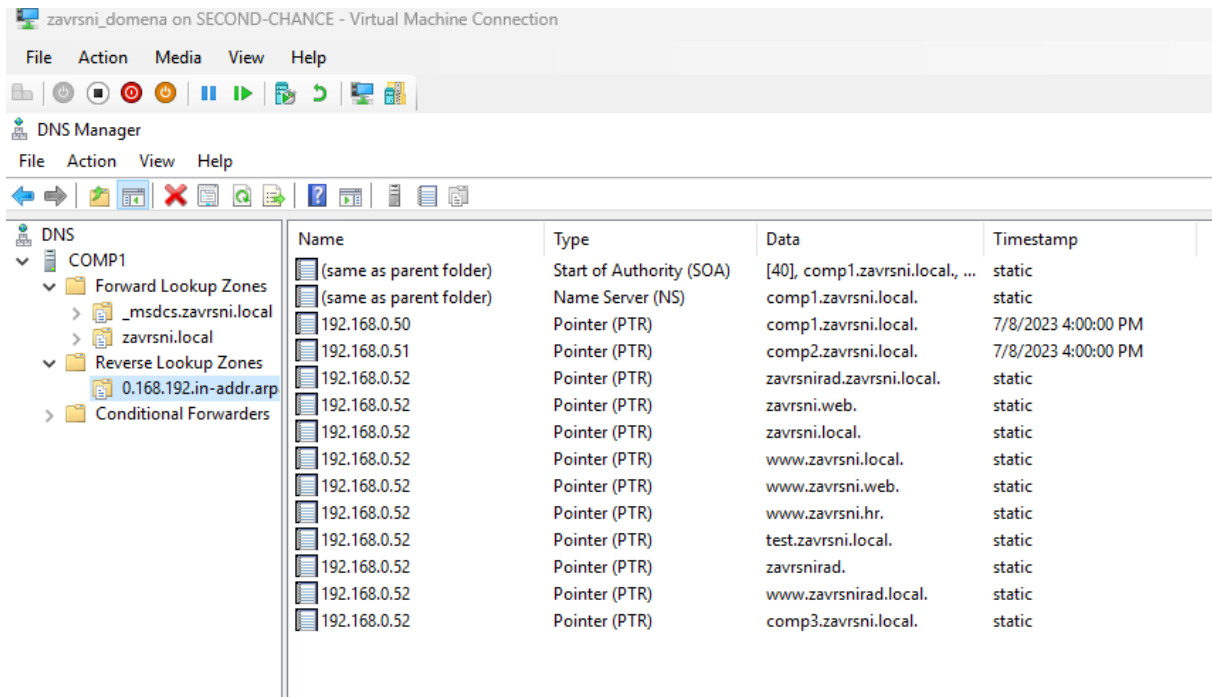 zavrsni_domena on SECOND-CHANCE - Virtual Machine Connection
File Action Media View Help
DNS Manager
File Action View Help
DNS
COMP1
Forward Lookup Zones
_msdcs.zavrsni.local
zavrsni.local
Reverse Lookup Zones
0.168.192.in-addr.arp
Conditional Forwarders
Name Type Data Timestamp
(same as parent folder) Start of Authority (SOA) [40], comp1.zavrsni.local., ... static
(same as parent folder) Name Server (NS) comp1.zavrsni.local. static
192.168.0.50 Pointer (PTR) comp1.zavrsni.local. 7/8/2023 4:00:00 PM
192.168.0.51 Pointer (PTR) comp2.zavrsni.local. 7/8/2023 4:00:00 PM
192.168.0.52 Pointer (PTR) zavrsnirad.zavrsni.local. static
192.168.0.52 Pointer (PTR) zavrsni.web. static
192.168.0.52 Pointer (PTR) zavrsni.local. static
192.168.0.52 Pointer (PTR) www.zavrsni.local. static
192.168.0.52 Pointer (PTR) www.zavrsni.web. static
192.168.0.52 Pointer (PTR) www.zavrsni.hr. static
192.168.0.52 Pointer (PTR) test.zavrsni.local. static
192.168.0.52 Pointer (PTR) zavrsnirad. static
192.168.0.52 Pointer (PTR) www.zavrsnirad.local. static
192.168.0.52 Pointer (PTR) comp3.zavrsni.local. static